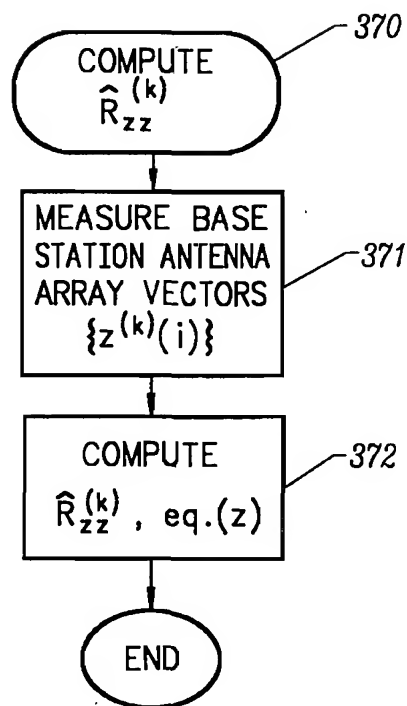 COMPUTE
R̂zz(k)
370
MEASURE BASE
STATION ANTENNA
ARRAY VECTORS
{z(k)(i)}
371
COMPUTE
R̂zz(k) , eq.(z)
372
END